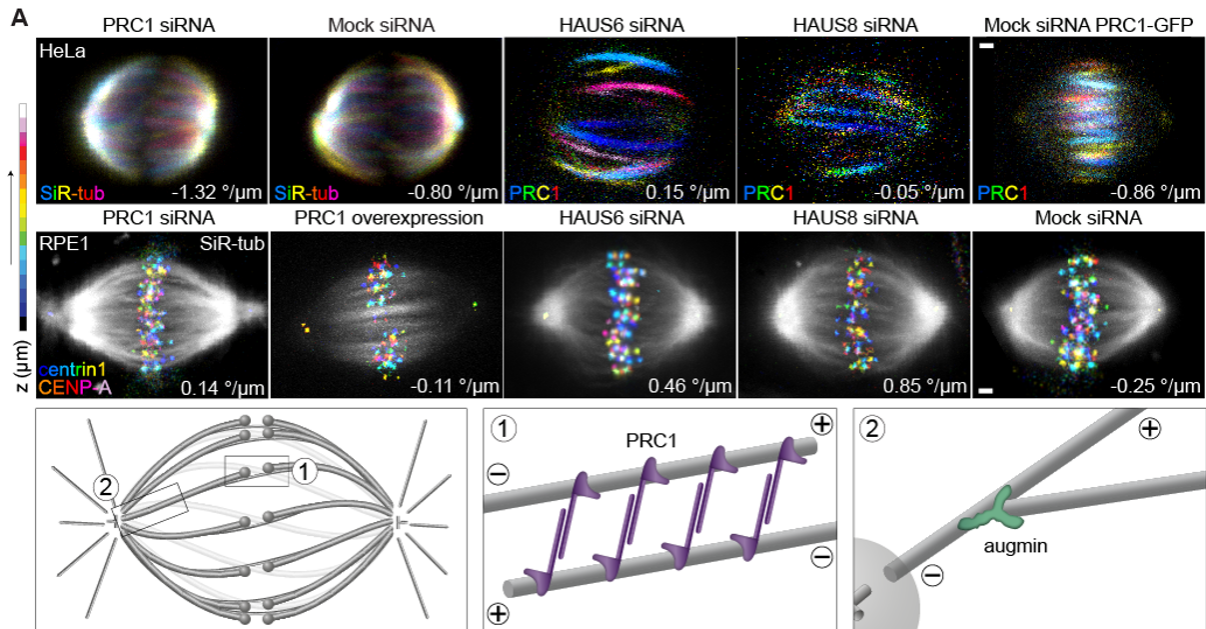 A
PRC1 siRNA
Mock siRNA
HAUS6 siRNA
HAUS8 siRNA
Mock siRNA PRC1-GFP
HeLa
SiR-tub
-1.32 °/µm
SiR-tub
-0.80 °/µm
PRC1
0.15 °/µm
PRC1
-0.05 °/µm
PRC1
-0.86 °/µm
z (µm)
PRC1 siRNA
PRC1 overexpression
HAUS6 siRNA
HAUS8 siRNA
Mock siRNA
RPE1
SiR-tub
centrin1
CENP-A
0.14 °/µm
-0.11 °/µm
0.46 °/µm
0.85 °/µm
-0.25 °/µm
2
1
1
PRC1
+
−
−
+
2
+
augmin
−